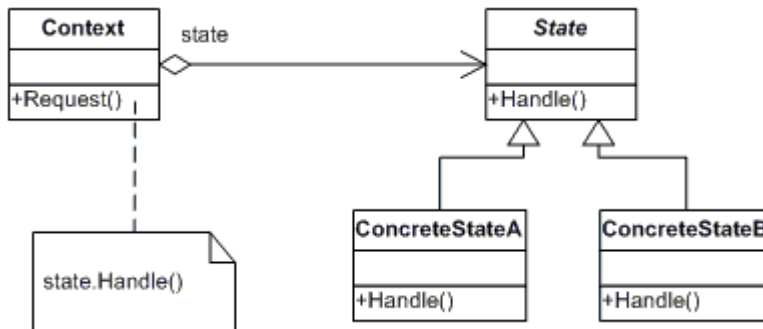 Context
state
State
+Request()
+Handle()
ConcreteStateA
ConcreteStateB
state.Handle()
+Handle()
+Handle()